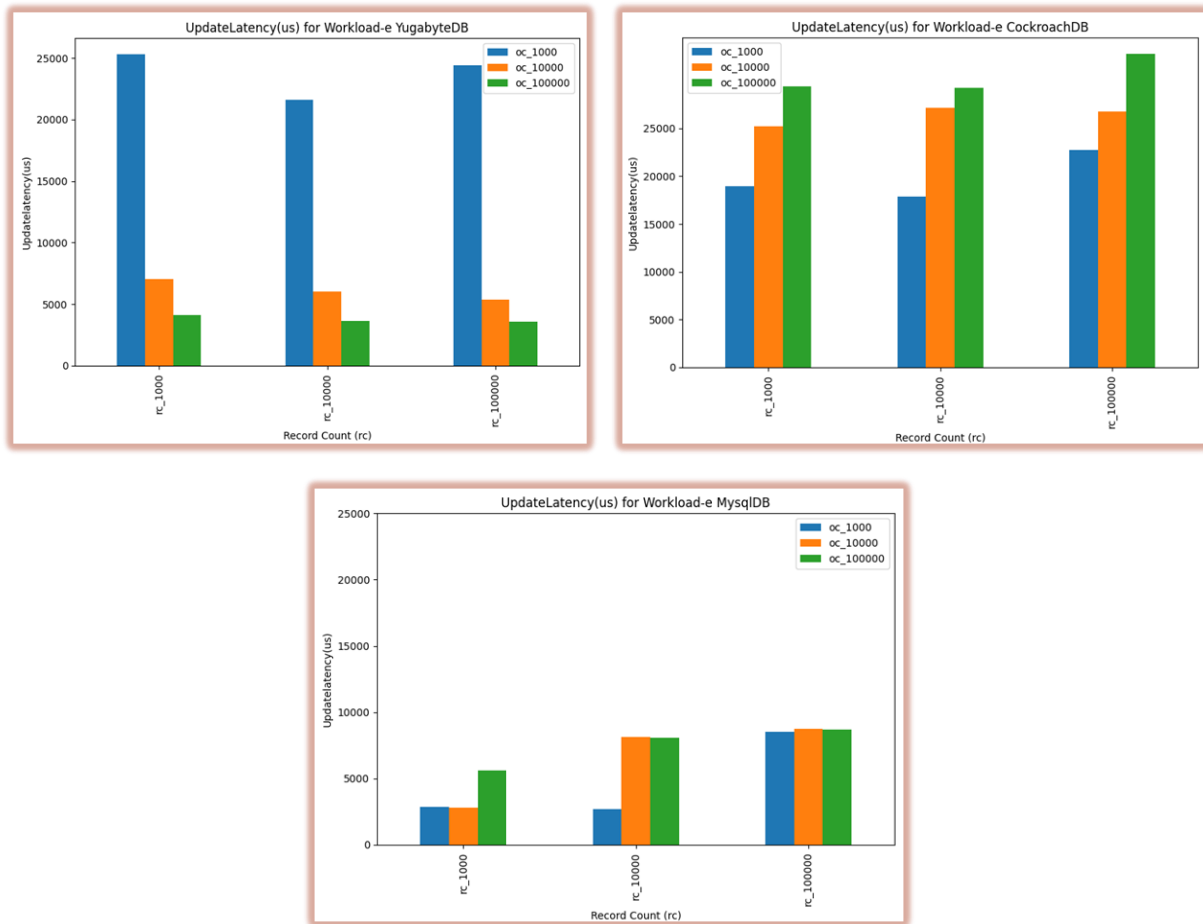 UpdateLatency(us) for Workload-e YugabyteDB
oc_1000
oc_10000
oc_100000
25000
20000
15000
10000
5000
0
Updatelatency(us)
rc_1000
rc_10000
rc_100000
Record Count (rc)
UpdateLatency(us) for Workload-e CockroachDB
oc_1000
oc_10000
oc_100000
25000
20000
15000
10000
5000
0
Updatelatency(us)
rc_1000
rc_10000
rc_100000
Record Count (rc)
UpdateLatency(us) for Workload-e MysqlDB
oc_1000
oc_10000
oc_100000
25000
20000
15000
10000
5000
0
Updatelatency(us)
rc_1000
rc_10000
rc_100000
Record Count (rc)